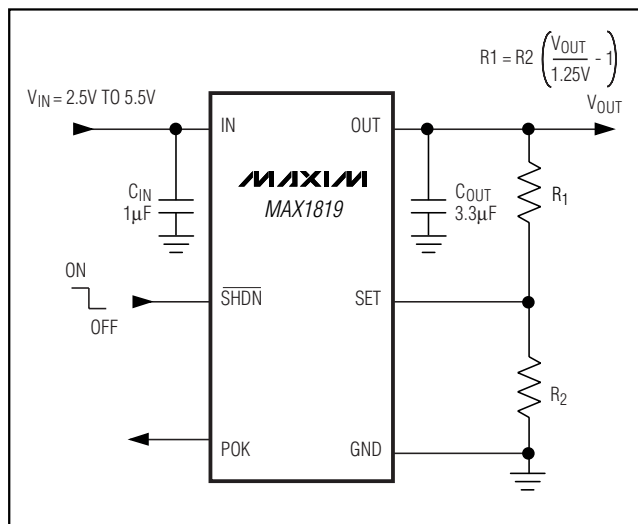 R1 = R2 (VOUT/1.25V - 1)
VIN = 2.5V TO 5.5V
VOUT
IN
OUT
MAXIM
MAX1819
CIN
1µF
COUT
3.3µF
R1
ON
OFF
SHDN
SET
R2
POK
GND